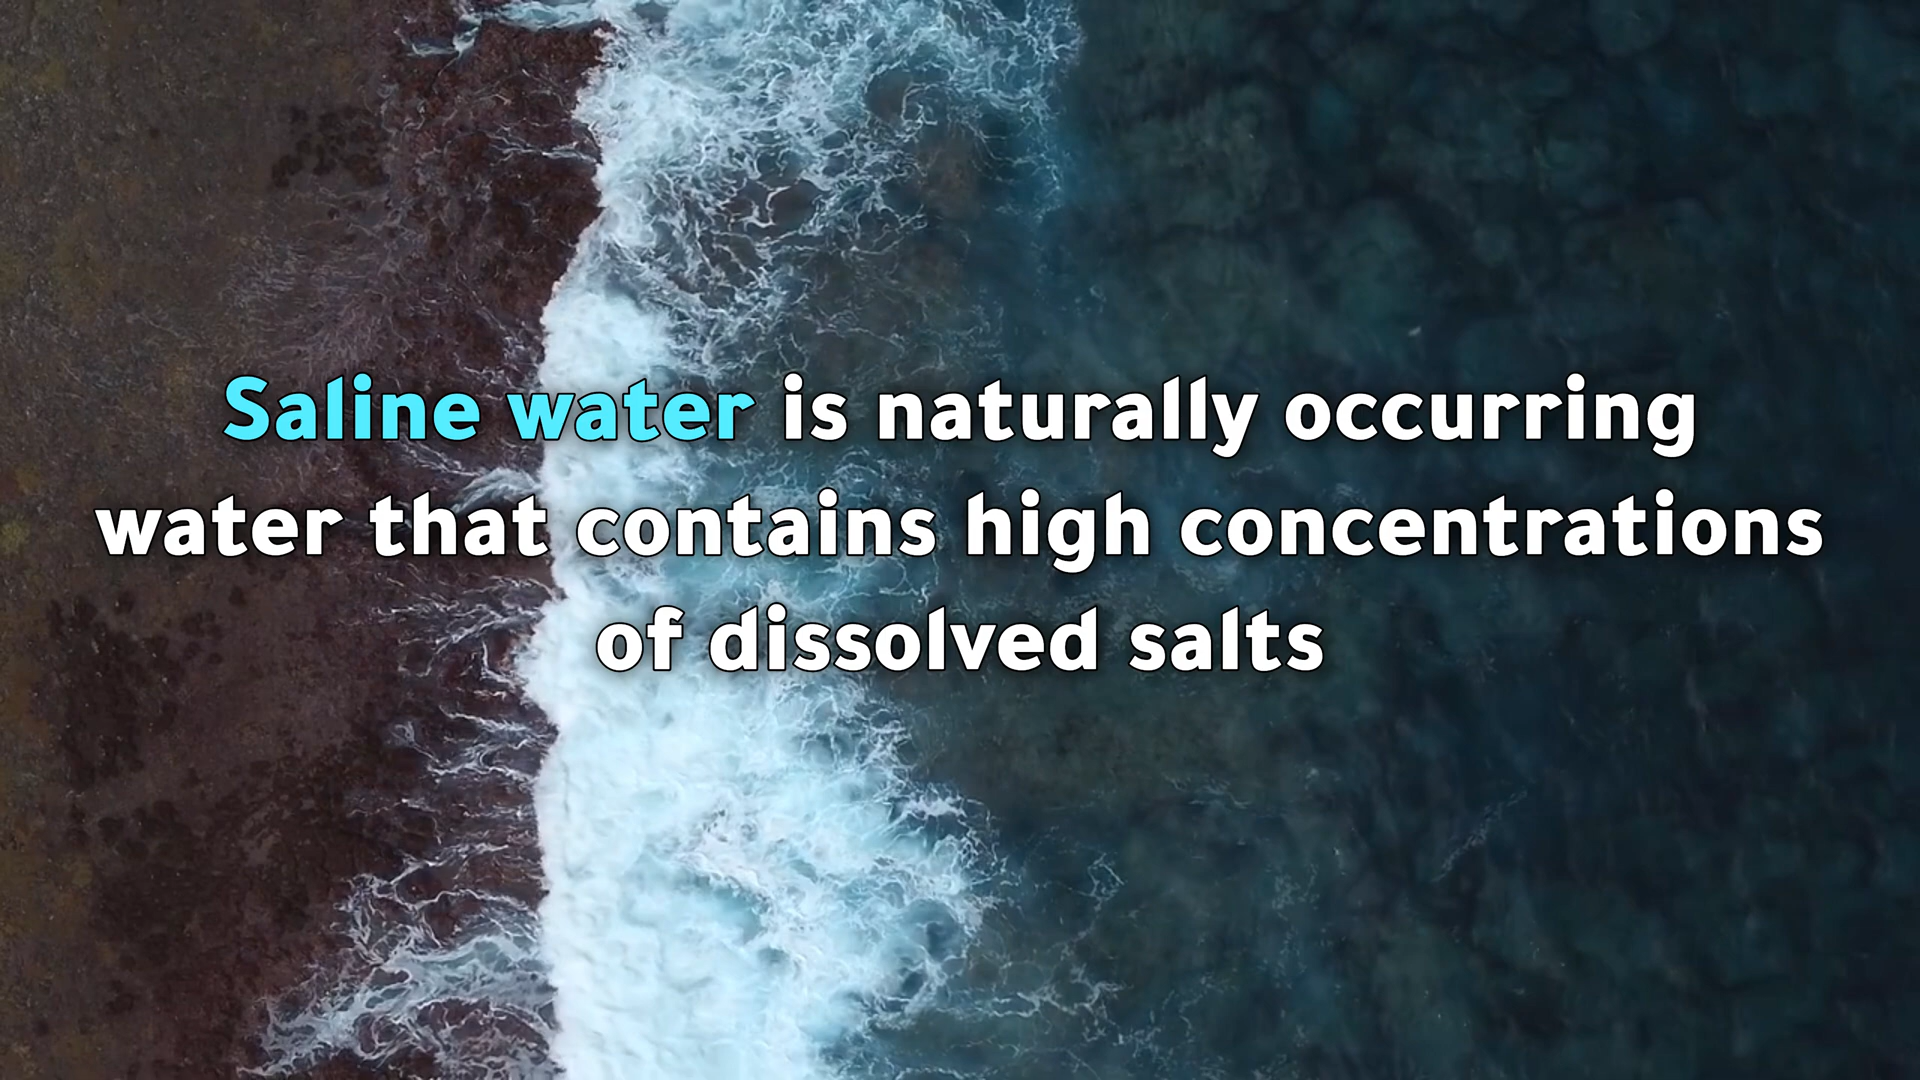 Saline water is naturally occurring
water that contains high concentrations
of dissolved salts